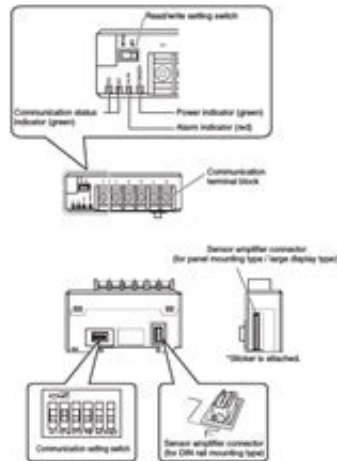 Read/write setting switch
Communication status
indicator (green)
Power indicator (green)
Alarm indicator (red)
Communication
terminal block
Sensor amplifier connector
(for panel mounting type / large display type)
*Sticker is attached.
Communication setting switch
Sensor amplifier connector
(for DIN rail mounting type)